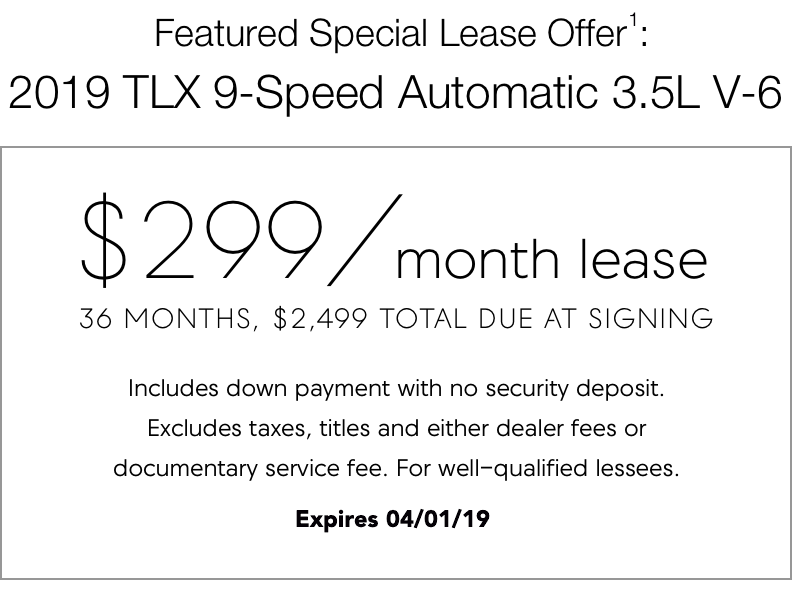 Featured Special Lease Offer¹:
2019 TLX 9-Speed Automatic 3.5L V-6
$299/month lease
36 MONTHS, $2,499 TOTAL DUE AT SIGNING
Includes down payment with no security deposit.
Excludes taxes, titles and either dealer fees or
documentary service fee. For well-qualified lessees.
Expires 04/01/19